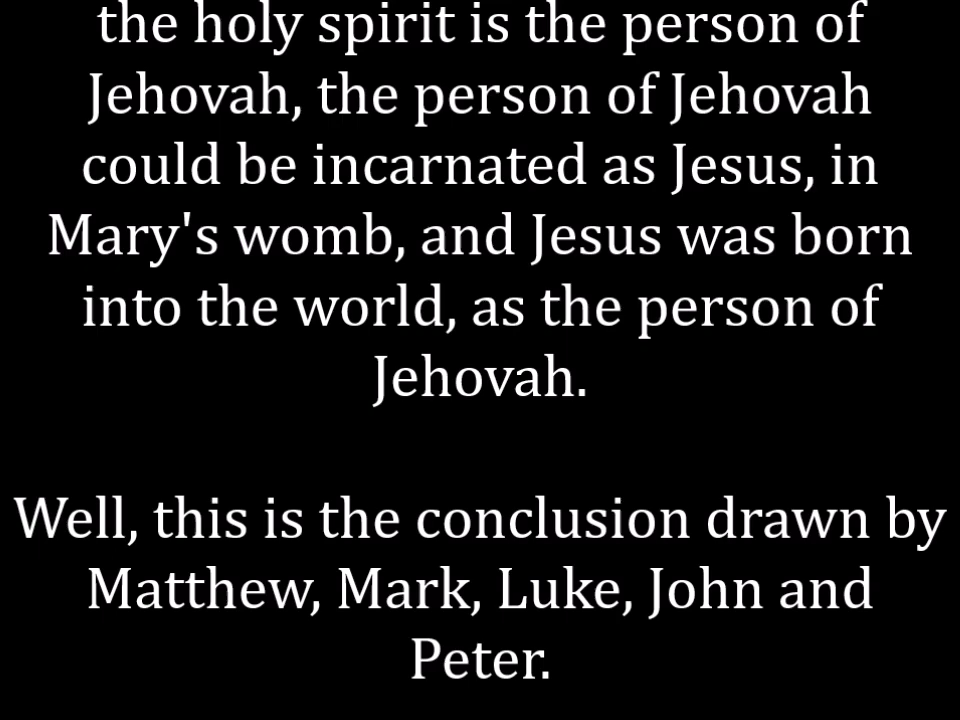 the holy spirit is the person of
Jehovah, the person of Jehovah
could be incarnated as Jesus, in
Mary's womb, and Jesus was born
into the world, as the person of
Jehovah.
Well, this is the conclusion drawn by
Matthew, Mark, Luke, John and
Peter.